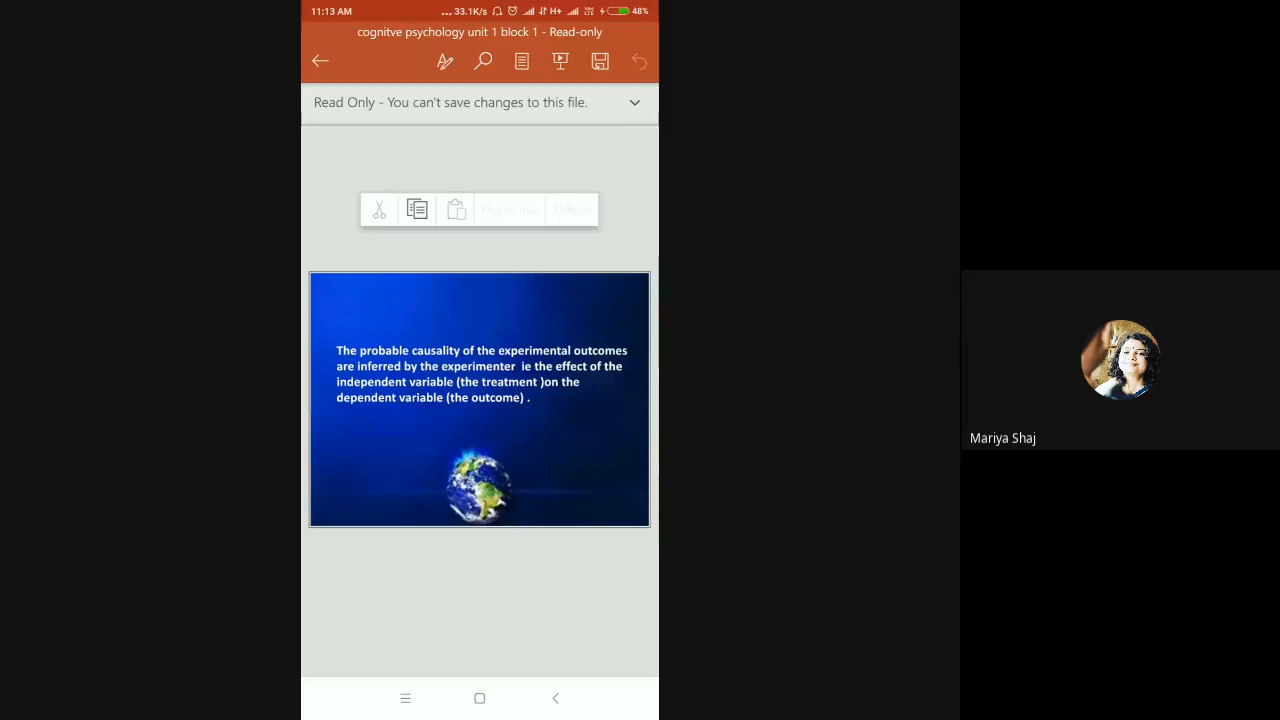 11:13 AM ... 33.1K/s H+ VoI LTE 48%
cognitve psychology unit 1 block 1 - Read-only
Read Only - You can't save changes to this file.
The probable causality of the experimental outcomes
are inferred by the experimenter ie the effect of the
independent variable (the treatment )on the
dependent variable (the outcome) .
Mariya Shaj